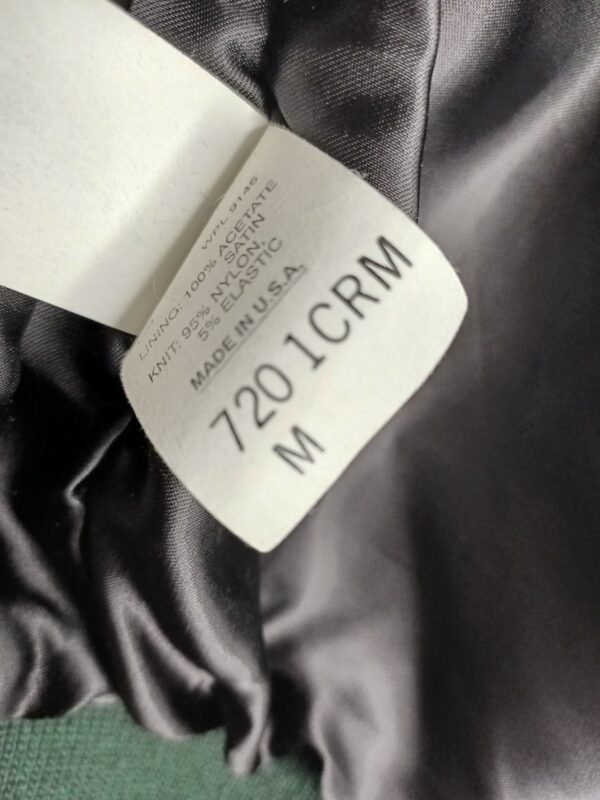 WPL 9145
LINING: 100% ACETATE
SATIN
KNIT: 95% NYLON,
5% ELASTIC
MADE IN U.S.A.
720 1CRM
M